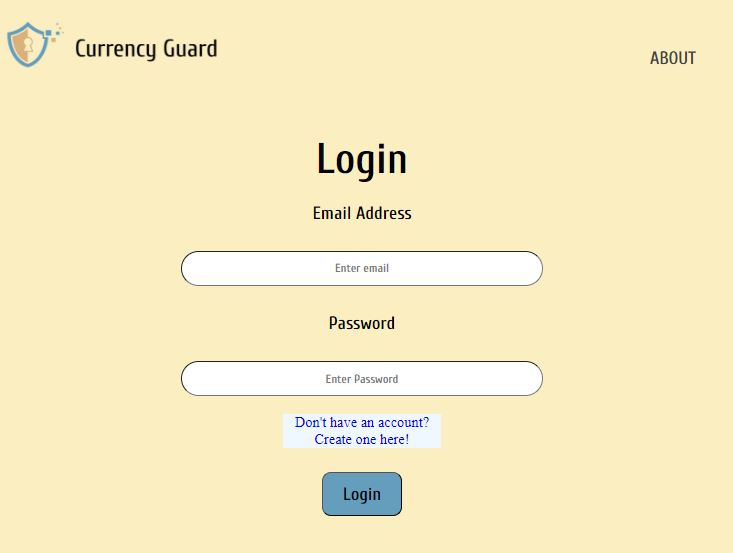 Currency Guard
ABOUT
Login
Email Address
Enter email
Password
Enter Password
Don't have an account?
Create one here!
Login